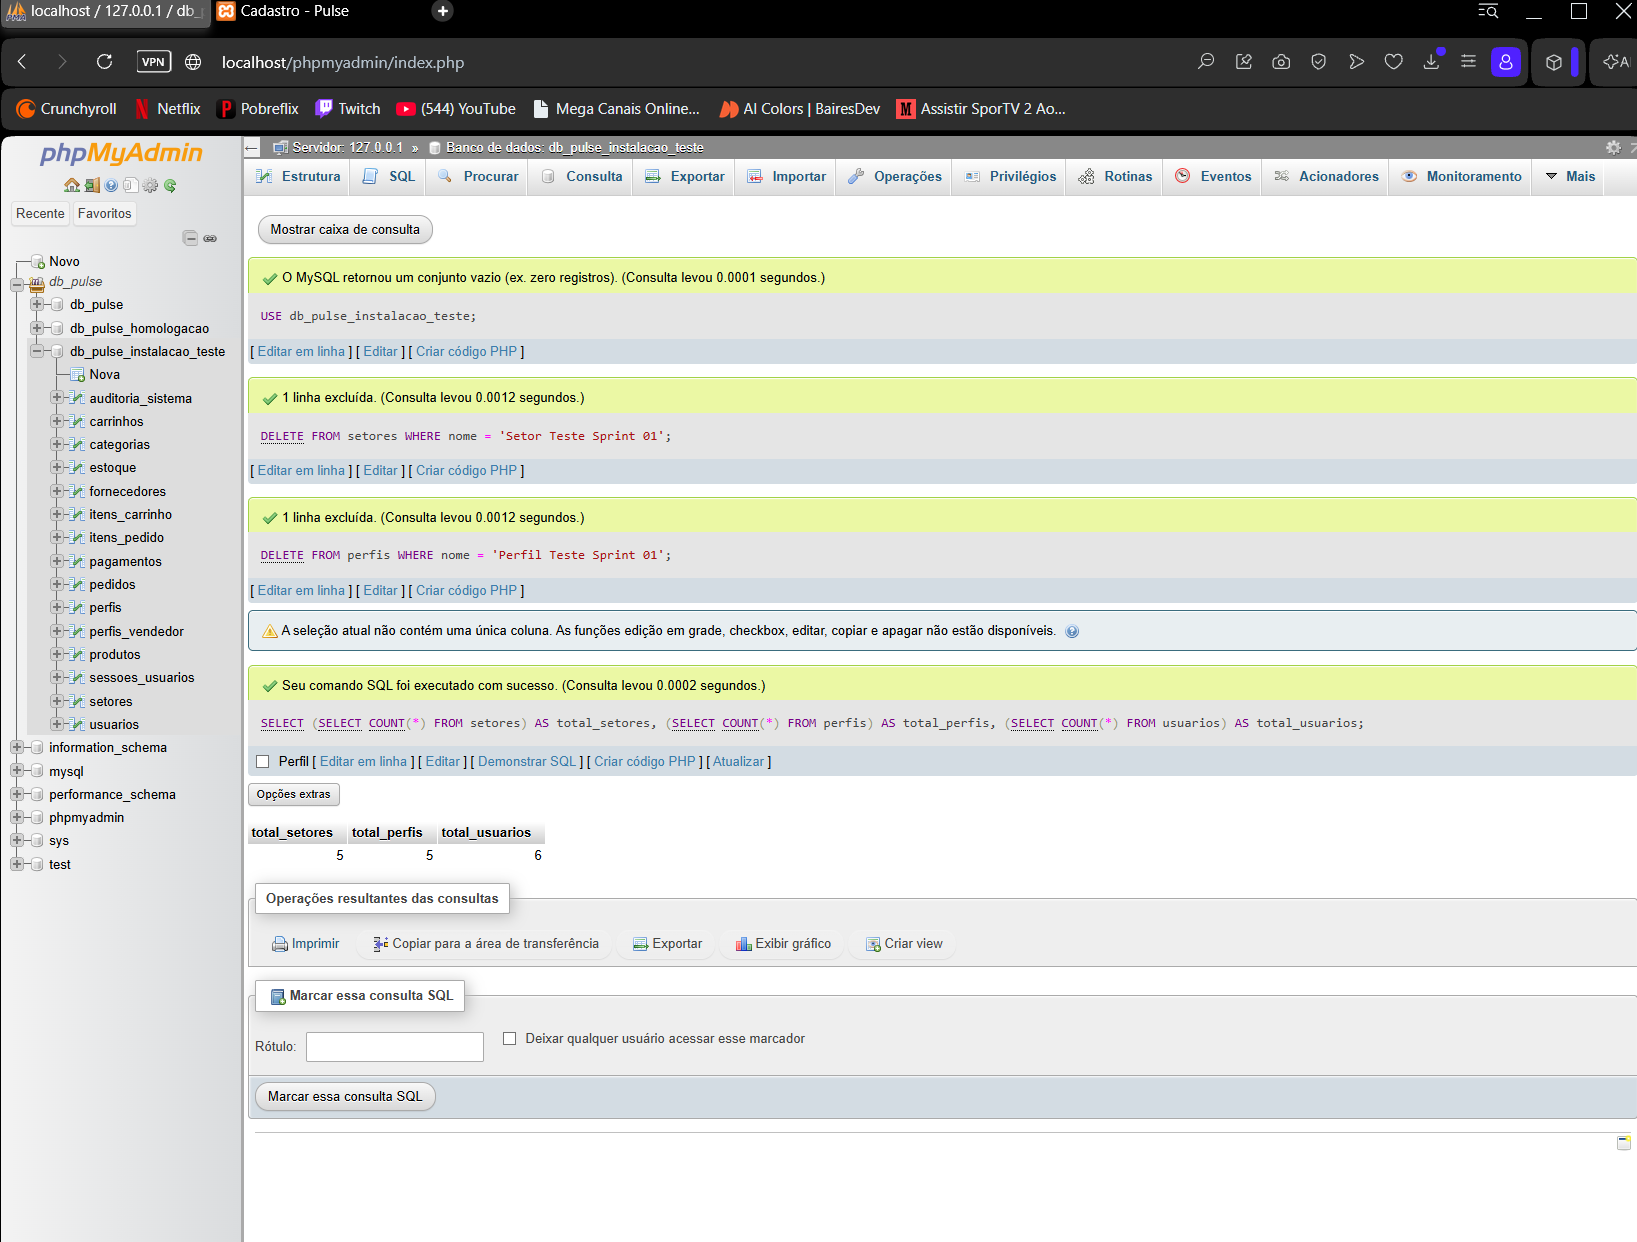 localhost / 127.0.0.1 / db_
Cadastro - Pulse
VPN
localhost/phpmyadmin/index.php
AI
Crunchyroll
Netflix
Pobreflix
Twitch
(544) YouTube
Mega Canais Online...
AI Colors | BairesDev
Assistir SporTV 2 Ao...
phpMyAdmin
Recente
Favoritos
Novo
db_pulse
db_pulse
db_pulse_homologacao
db_pulse_instalacao_teste
Nova
auditoria_sistema
carrinhos
categorias
estoque
fornecedores
itens_carrinho
itens_pedido
pagamentos
pedidos
perfis
perfis_vendedor
produtos
sessoes_usuarios
setores
usuarios
information_schema
mysql
performance_schema
phpmyadmin
sys
test
Servidor: 127.0.0.1 » Banco de dados: db_pulse_instalacao_teste
Estrutura
SQL
Procurar
Consulta
Exportar
Importar
Operações
Privilégios
Rotinas
Eventos
Acionadores
Monitoramento
Mais
Mostrar caixa de consulta
O MySQL retornou um conjunto vazio (ex. zero registros). (Consulta levou 0.0001 segundos.)
USE db_pulse_instalacao_teste;
[ Editar em linha ] [ Editar ] [ Criar código PHP ]
1 linha excluída. (Consulta levou 0.0012 segundos.)
DELETE FROM setores WHERE nome = 'Setor Teste Sprint 01';
[ Editar em linha ] [ Editar ] [ Criar código PHP ]
1 linha excluída. (Consulta levou 0.0012 segundos.)
DELETE FROM perfis WHERE nome = 'Perfil Teste Sprint 01';
[ Editar em linha ] [ Editar ] [ Criar código PHP ]
A seleção atual não contém uma única coluna. As funções edição em grade, checkbox, editar, copiar e apagar não estão disponíveis.
Seu comando SQL foi executado com sucesso. (Consulta levou 0.0002 segundos.)
SELECT (SELECT COUNT(*) FROM setores) AS total_setores, (SELECT COUNT(*) FROM perfis) AS total_perfis, (SELECT COUNT(*) FROM usuarios) AS total_usuarios;
Perfil [ Editar em linha ] [ Editar ] [ Demonstrar SQL ] [ Criar código PHP ] [ Atualizar ]
Opções extras
total_setores total_perfis total_usuarios
5 5 6
Operações resultantes das consultas
Imprimir
Copiar para a área de transferência
Exportar
Exibir gráfico
Criar view
Marcar essa consulta SQL
Rótulo:
Deixar qualquer usuário acessar esse marcador
Marcar essa consulta SQL